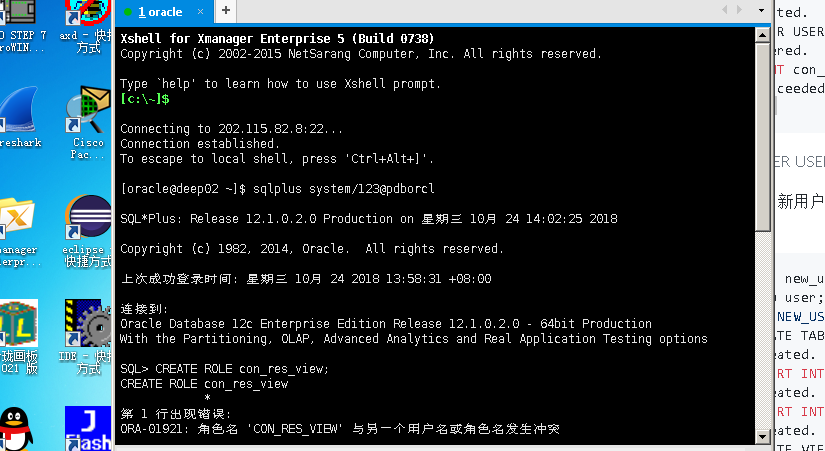 1 oracle
Xshell for Xmanager Enterprise 5 (Build 0738)
Copyright (c) 2002-2015 NetSarang Computer, Inc. All rights reserved.
Type `help' to learn how to use Xshell prompt.
[c:\~]$
Connecting to 202.115.82.8:22...
Connection established.
To escape to local shell, press 'Ctrl+Alt+]'.
[oracle@deep02 ~]$ sqlplus system/123@pdborcl
SQL*Plus: Release 12.1.0.2.0 Production on 星期三 10月 24 14:02:25 2018
Copyright (c) 1982, 2014, Oracle.  All rights reserved.
上次成功登录时间: 星期三 10月 24 2018 13:58:31 +08:00
连接到:
Oracle Database 12c Enterprise Edition Release 12.1.0.2.0 - 64bit Production
With the Partitioning, OLAP, Advanced Analytics and Real Application Testing options
SQL> CREATE ROLE con_res_view;
CREATE ROLE con_res_view
*
第 1 行出现错误:
ORA-01921: 角色名 'CON_RES_VIEW' 与另一个用户名或角色名发生冲突
O STEP 7
roWIN...
axd - 快捷
方式
reshark
Cisco
Pac...
manager
erpr...
eclipse -
快捷方式
021 版
IDE - 快捷
方式
J
Flash
ted.
R USER
ered.
NT con_
ceeded
ER USER
新用户
new_u
user;
NEW_US
TE TAB
eated.
RT INT
eated.
RT INT
eated.
TE VIE